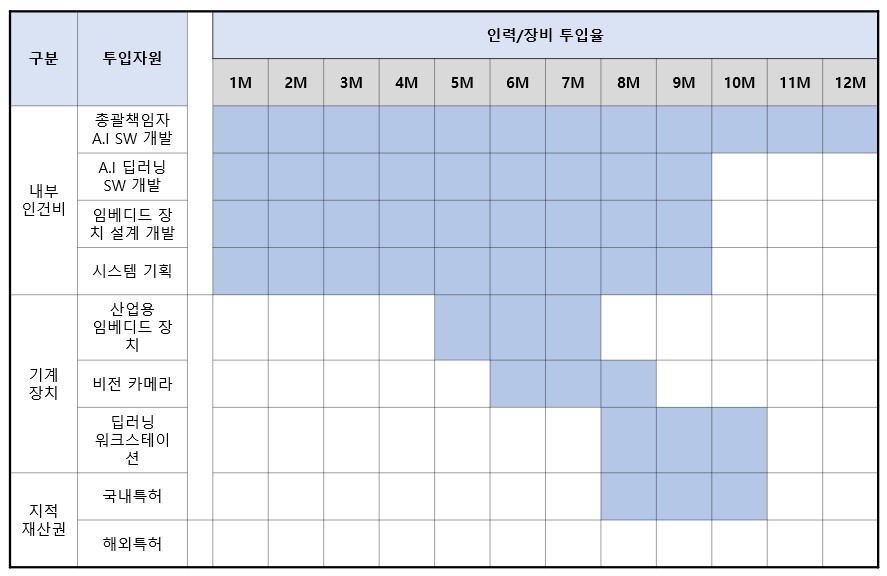 구분
투입자원
인력/장비 투입율
1M 2M 3M 4M 5M 6M 7M 8M 9M 10M 11M 12M
내부
인건비
총괄책임자
A.I SW 개발
A.I 딥러닝
SW 개발
임베디드 장
치 설계 개발
시스템 기획
기계
장치
산업용
임베디드 장
치
비전 카메라
딥러닝
워크스테이
션
지적
재산권
국내특허
해외특허